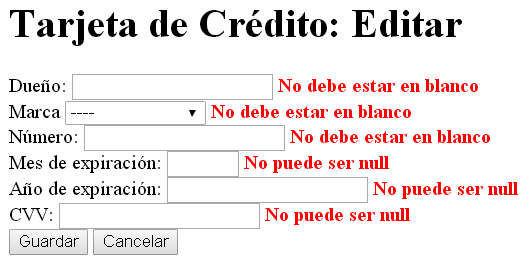 Tarjeta de Crédito: Editar
Dueño: No debe estar en blanco
Marca ---- No debe estar en blanco
Número: No debe estar en blanco
Mes de expiración: No puede ser null
Año de expiración: No puede ser null
CVV: No puede ser null
Guardar Cancelar